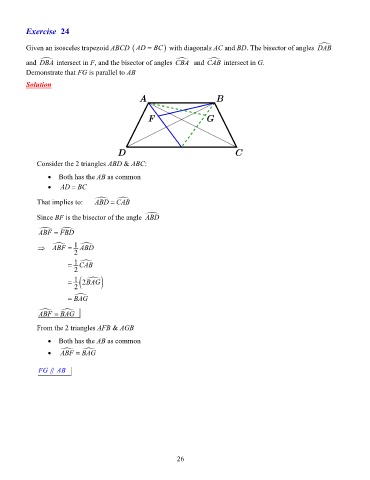 Exercise 24
Given an isosceles trapezoid ABCD (AD = BC) with diagonals AC and BD. The bisector of angles \widehat{DAB}
and \widehat{DBA} intersect in F, and the bisector of angles \widehat{CBA} and \widehat{CAB} intersect in G.
Demonstrate that FG is parallel to AB
Solution
A B
F G
D C
Consider the 2 triangles ABD & ABC:
• Both has the AB as common
• AD = BC
That implies to: \widehat{ABD} = \widehat{CAB}
Since BF is the bisector of the angle \widehat{ABD}
\widehat{ABF} = \widehat{FBD}
⇒ \widehat{ABF} = \frac{1}{2}\widehat{ABD}
= \frac{1}{2}\widehat{CAB}
= \frac{1}{2}(2\widehat{BAG})
= \widehat{BAG}
\widehat{ABF} = \widehat{BAG}
From the 2 triangles AFB & AGB
• Both has the AB as common
• \widehat{ABF} = \widehat{BAG}
FG // AB
26